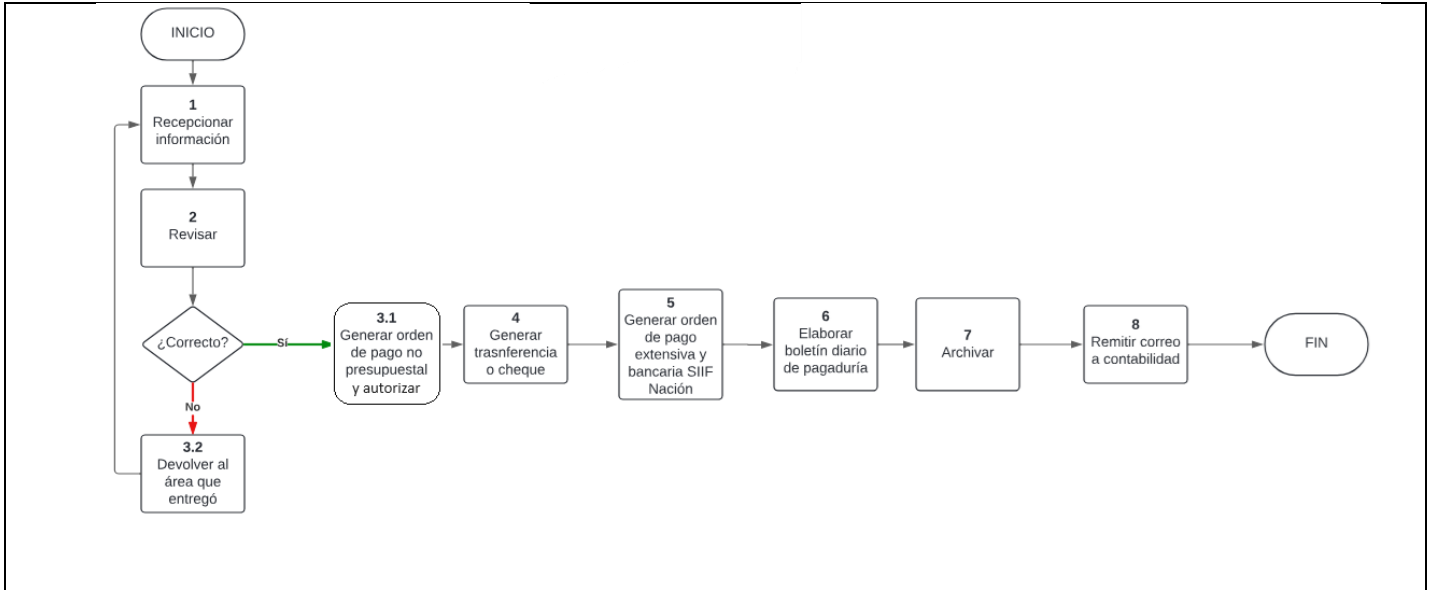 INICIO
1
Recepcionar
información
2
Revisar
¿Correcto?
Sí
No
3.2
Devolver al
área que
entregó
3.1
Generar orden
de pago no
presupuestal
y autorizar
4
Generar
trasnferencia
o cheque
5
Generar orden
de pago
extensiva y
bancaria SIIF
Nación
6
Elaborar
boletín diario
de pagaduría
7
Archivar
8
Remitir correo
a contabilidad
FIN